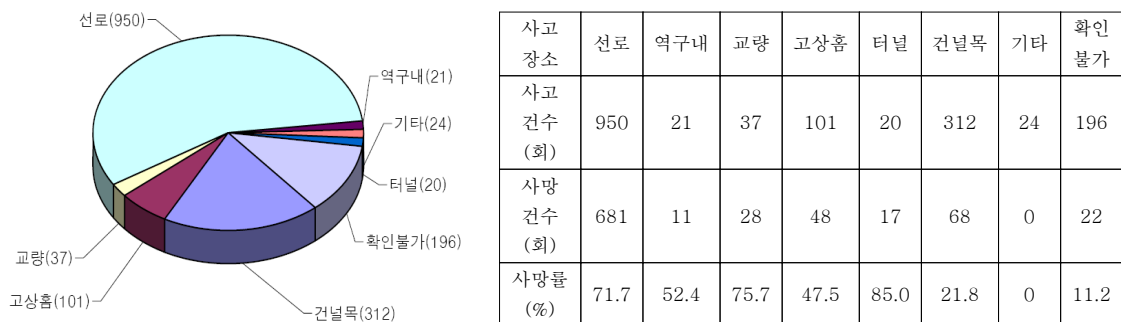 선로(950)
역구내(21)
기타(24)
터널(20)
확인불가(196)
교량(37)
고상홈(101)
건널목(312)
사고 장소 선로 역구내 교량 고상홈 터널 건널목 기타 확인 불가
사고 건수 (회) 950 21 37 101 20 312 24 196
사망 건수 (회) 681 11 28 48 17 68 0 22
사망률 (%) 71.7 52.4 75.7 47.5 85.0 21.8 0 11.2